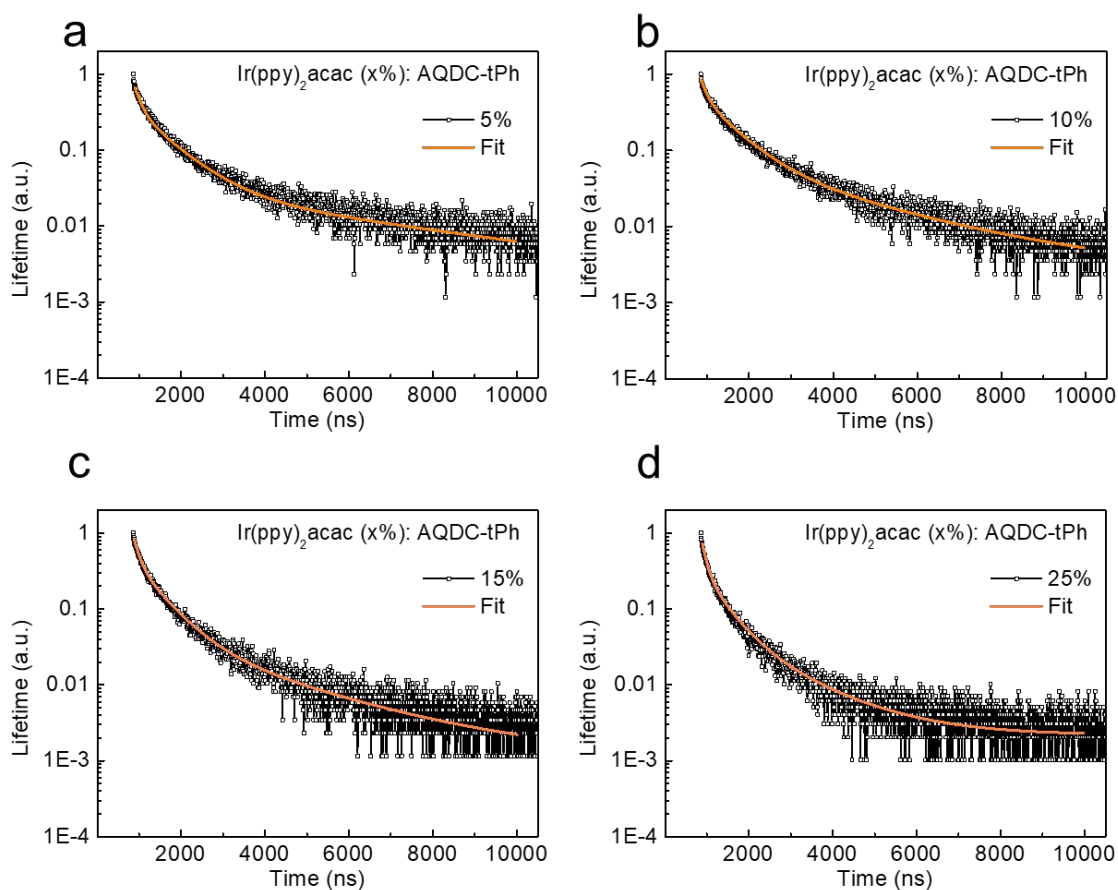 a
Ir(ppy)₂acac (x%): AQDC-tPh
5%
Fit
Lifetime (a.u.)
1
0.1
0.01
1E-3
1E-4
2000 4000 6000 8000 10000
Time (ns)
b
Ir(ppy)₂acac (x%): AQDC-tPh
10%
Fit
Lifetime (a.u.)
1
0.1
0.01
1E-3
1E-4
2000 4000 6000 8000 10000
Time (ns)
c
Ir(ppy)₂acac (x%): AQDC-tPh
15%
Fit
Lifetime (a.u.)
1
0.1
0.01
1E-3
1E-4
2000 4000 6000 8000 10000
Time (ns)
d
Ir(ppy)₂acac (x%): AQDC-tPh
25%
Fit
Lifetime (a.u.)
1
0.1
0.01
1E-3
1E-4
2000 4000 6000 8000 10000
Time (ns)